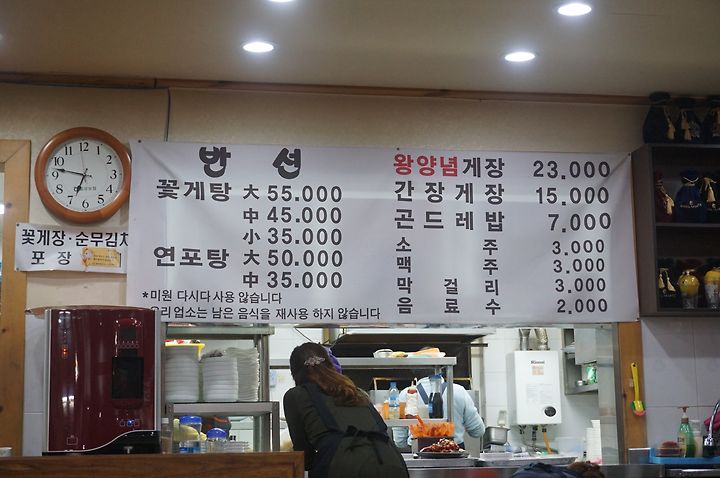 반 선
꽃게탕 大 55.000
中 45.000
小 35.000
연포탕 大 50.000
中 35.000
*미원 다시다 사용 않습니다
우리업소는 남은 음식을 재사용 하지 않습니다
왕양념게장 23.000
간장게장 15.000
곤드레밥 7.000
소 주 3.000
맥 주 3.000
막 걸 리 3.000
음 료 수 2.000
꽃게장·순무김치
포 장
Rinnai